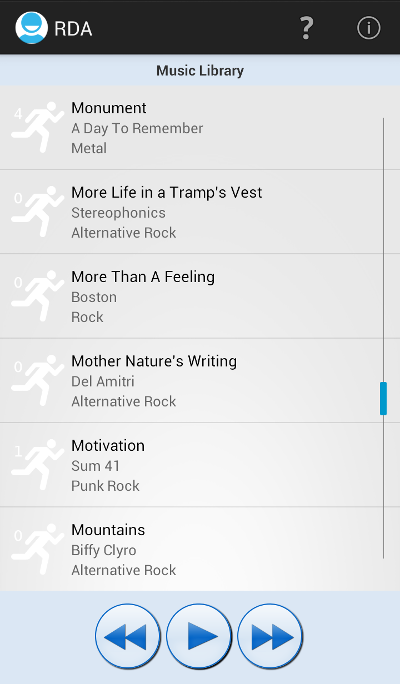 RDA ?
Music Library
4
Monument
A Day To Remember
Metal
0
More Life in a Tramp's Vest
Stereophonics
Alternative Rock
0
More Than A Feeling
Boston
Rock
0
Mother Nature's Writing
Del Amitri
Alternative Rock
1
Motivation
Sum 41
Punk Rock
0
Mountains
Biffy Clyro
Alternative Rock